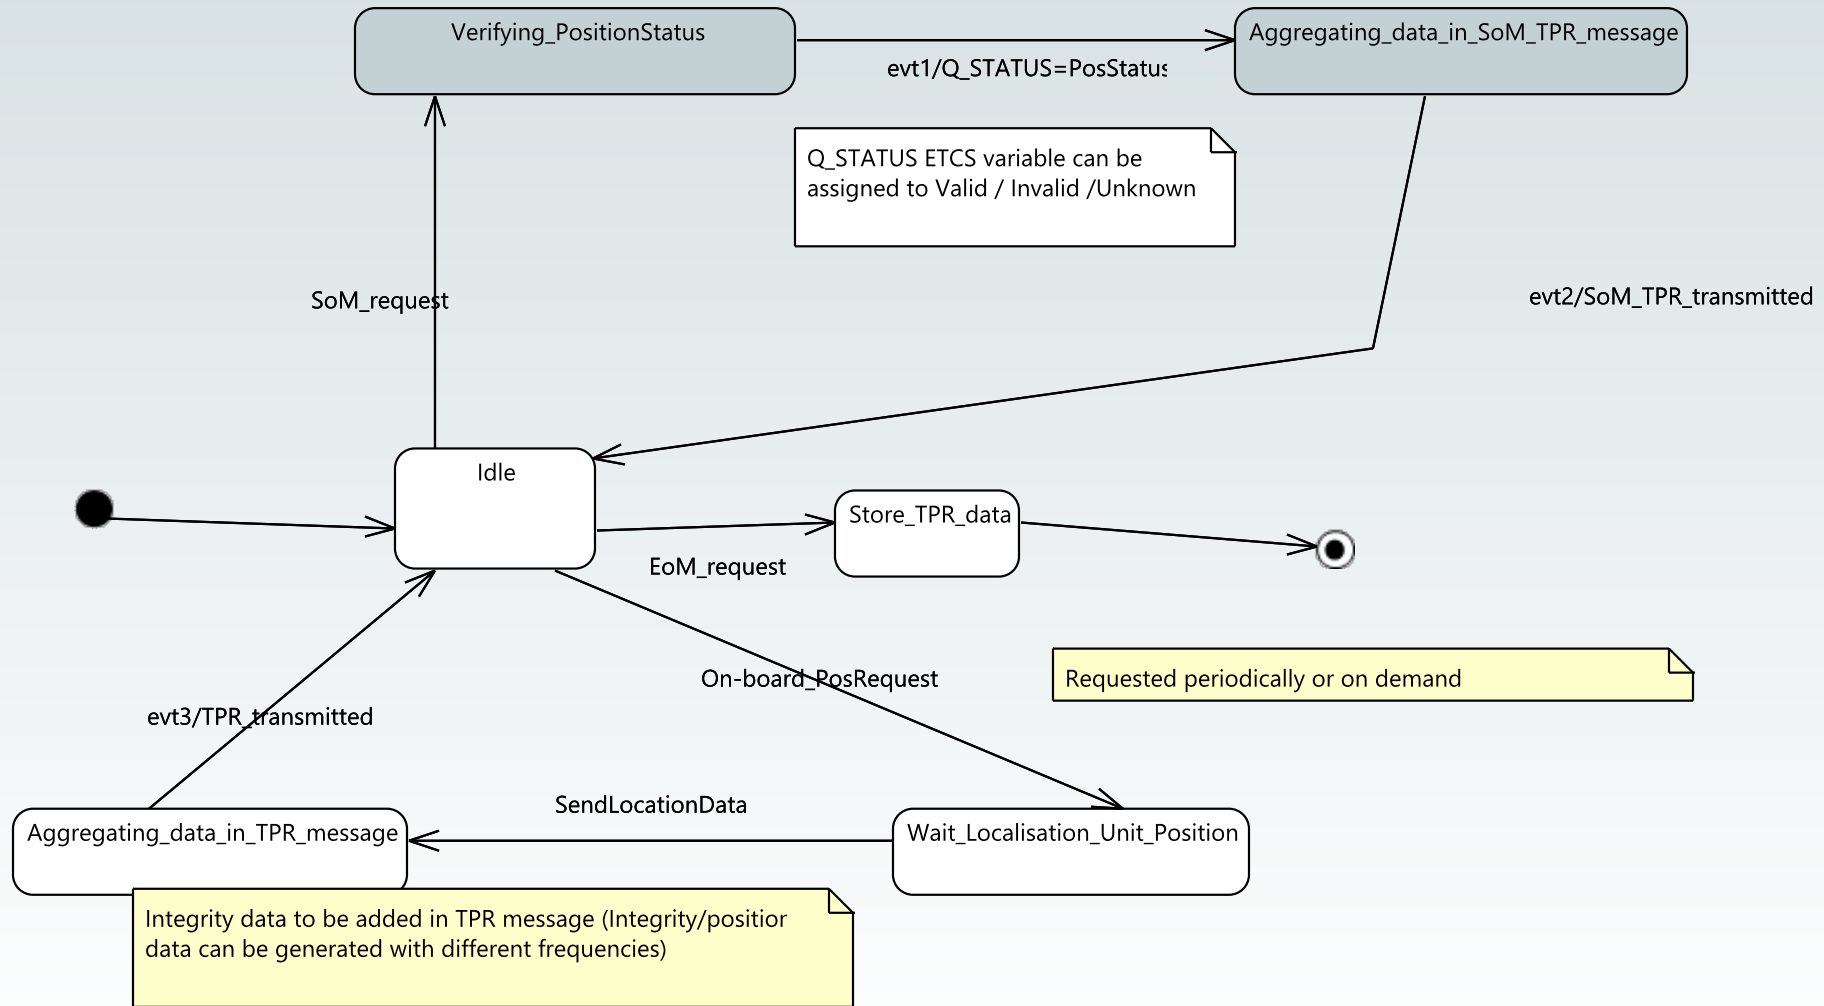 Verifying_PositionStatus
Aggregating_data_in_SoM_TPR_message
evt1/Q_STATUS=PosStatus
Q_STATUS ETCS variable can be
assigned to Valid / Invalid /Unknown
SoM_request
evt2/SoM_TPR_transmitted
Idle
Store_TPR_data
EoM_request
On-board_PosRequest
Requested periodically or on demand
evt3/TPR_transmitted
SendLocationData
Aggregating_data_in_TPR_message
Wait_Localisation_Unit_Position
Integrity data to be added in TPR message (Integrity/position
data can be generated with different frequencies)